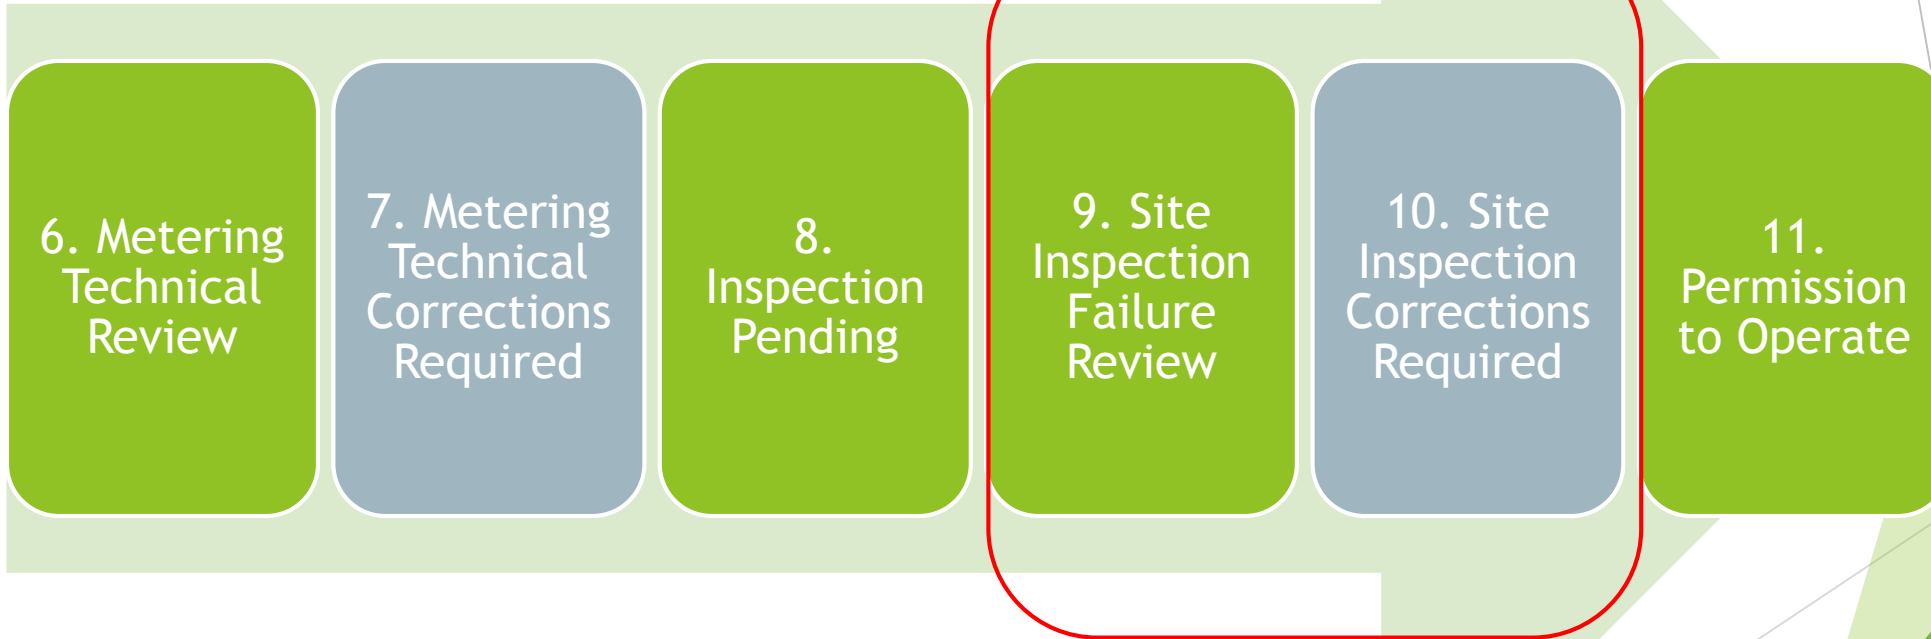 6. Metering
Technical
Review
7. Metering
Technical
Corrections
Required
8.
Inspection
Pending
9. Site
Inspection
Failure
Review
10. Site
Inspection
Corrections
Required
11.
Permission
to Operate